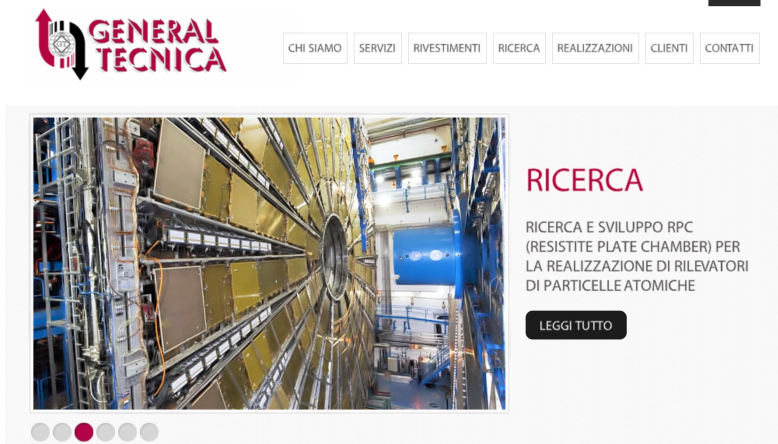 GENERAL
TECNICA
CHI SIAMO
SERVIZI
RIVESTIMENTI
RICERCA
REALIZZAZIONI
CLIENTI
CONTATTI
RICERCA
RICERCA E SVILUPPO RPC
(RESISTITE PLATE CHAMBER) PER
LA REALIZZAZIONE DI RILEVATORI
DI PARTICELLE ATOMICHE
LEGGI TUTTO